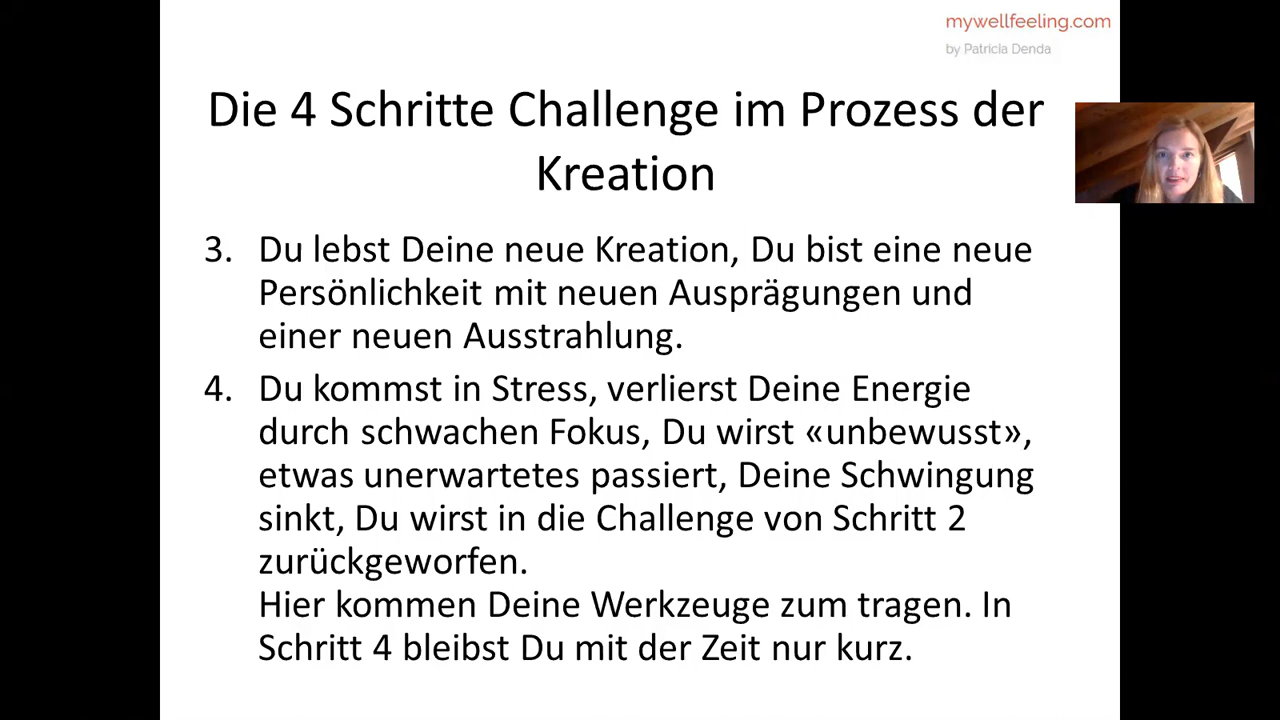 mywellfeeling.com
by Patricia Denda
Die 4 Schritte Challenge im Prozess der
Kreation
3. Du lebst Deine neue Kreation, Du bist eine neue
Persönlichkeit mit neuen Ausprägungen und
einer neuen Ausstrahlung.
4. Du kommst in Stress, verlierst Deine Energie
durch schwachen Fokus, Du wirst «unbewusst»,
etwas unerwartetes passiert, Deine Schwingung
sinkt, Du wirst in die Challenge von Schritt 2
zurückgeworfen.
Hier kommen Deine Werkzeuge zum tragen. In
Schritt 4 bleibst Du mit der Zeit nur kurz.